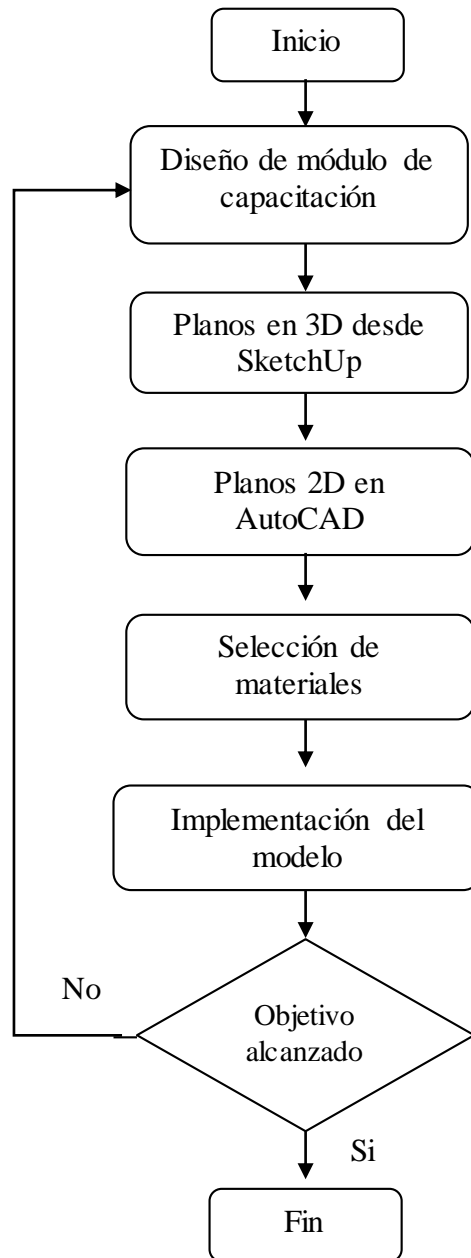 Inicio
Diseño de módulo de
capacitación
Planos en 3D desde
SketchUp
Planos 2D en
AutoCAD
Selección de
materiales
Implementación del
modelo
No
Objetivo
alcanzado
Si
Fin